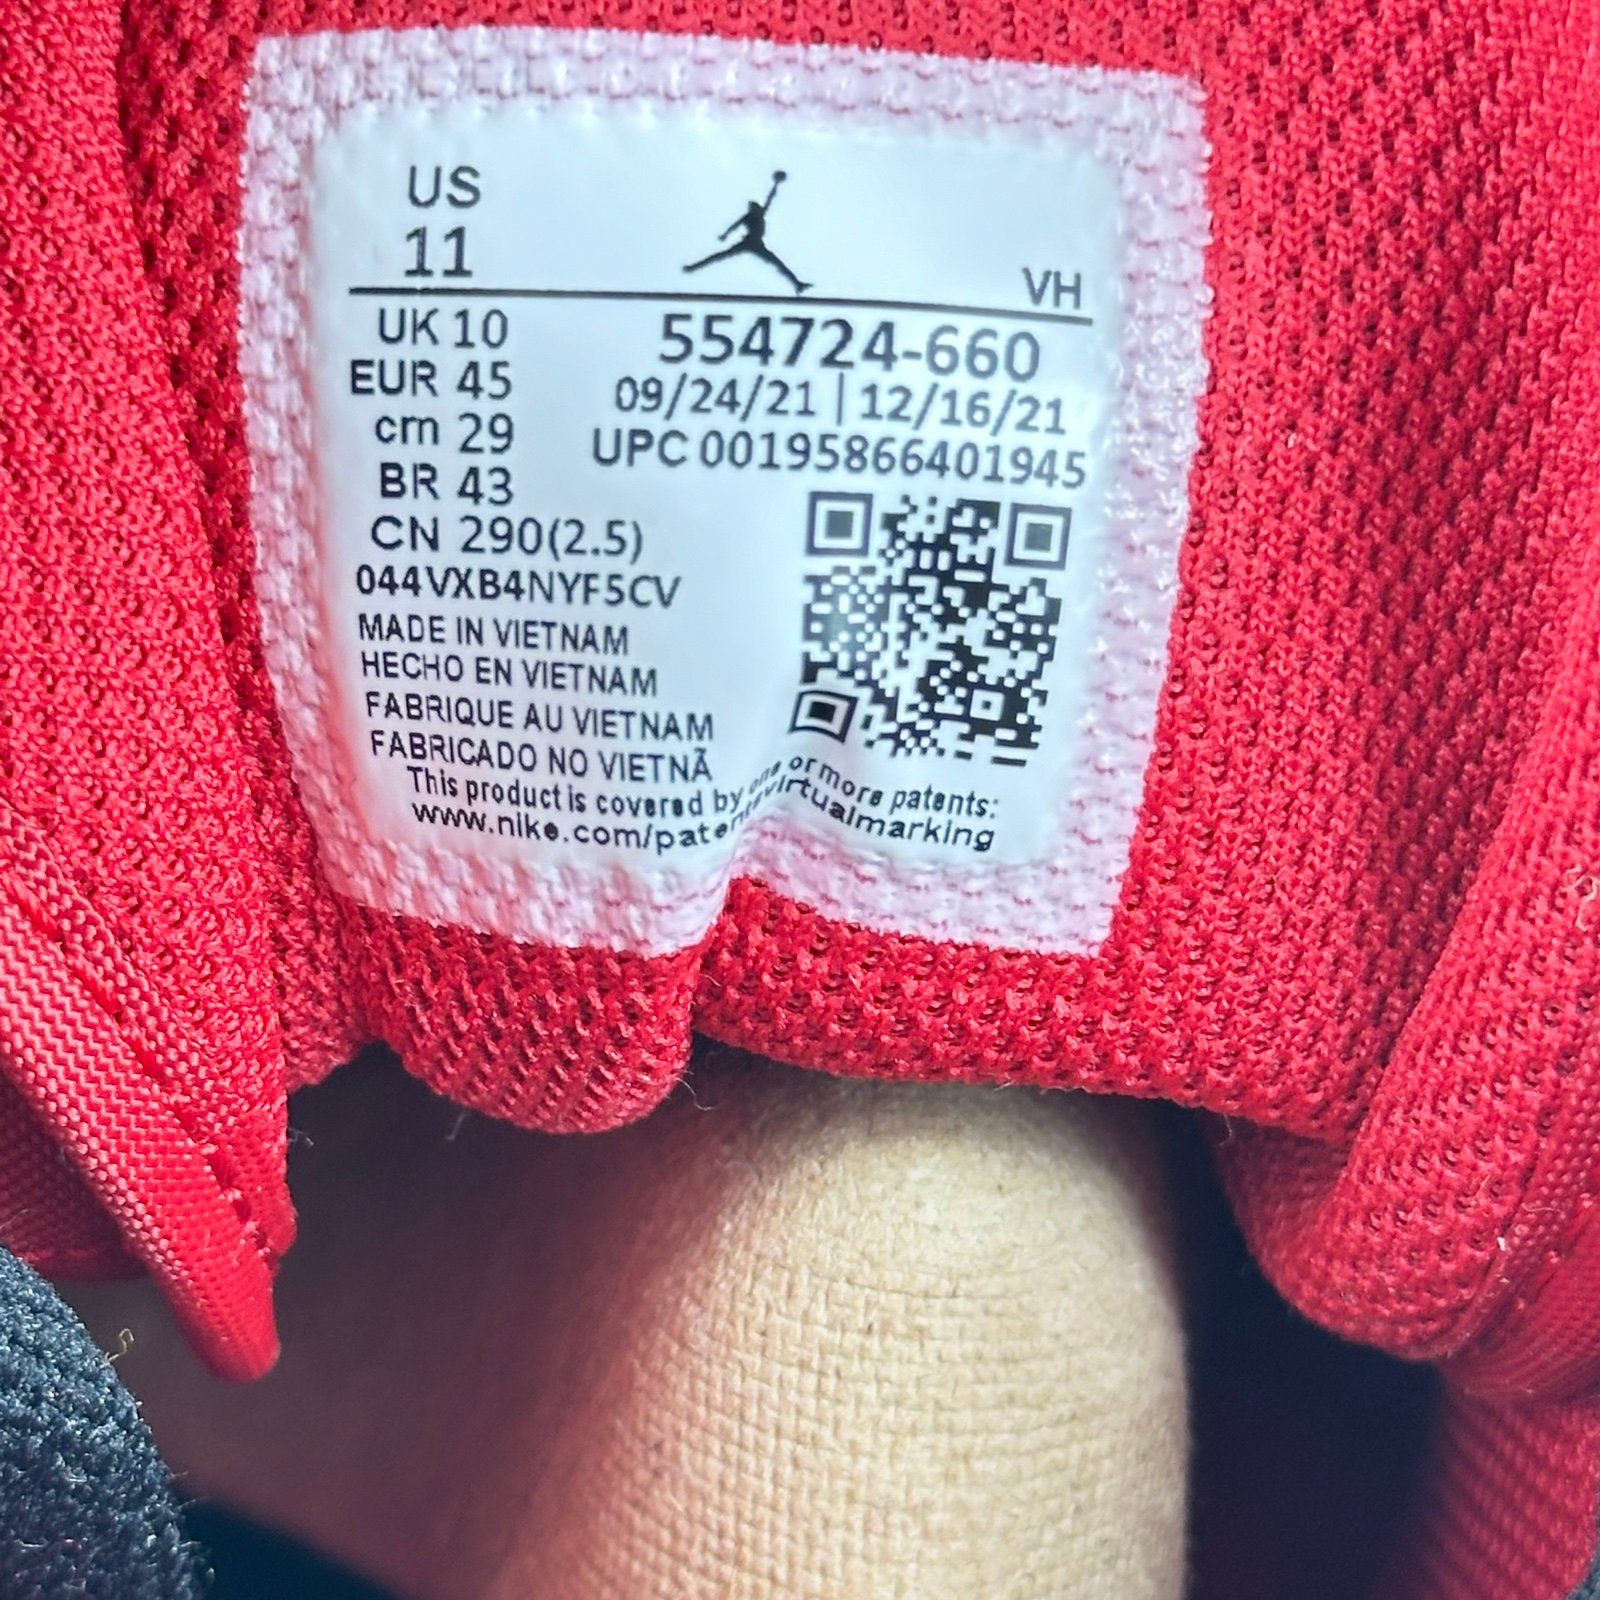 US
11
VH
UK 10
EUR 45
cm 29
BR 43
CN 290(2.5)
044VXB4NYF5CV
554724-660
09/24/21 | 12/16/21
UPC 00195866401945
MADE IN VIETNAM
HECHO EN VIETNAM
FABRIQUE AU VIETNAM
FABRICADO NO VIETNÃ
This product is covered by one or more patents:
www.nike.com/patentsvirtualmarking